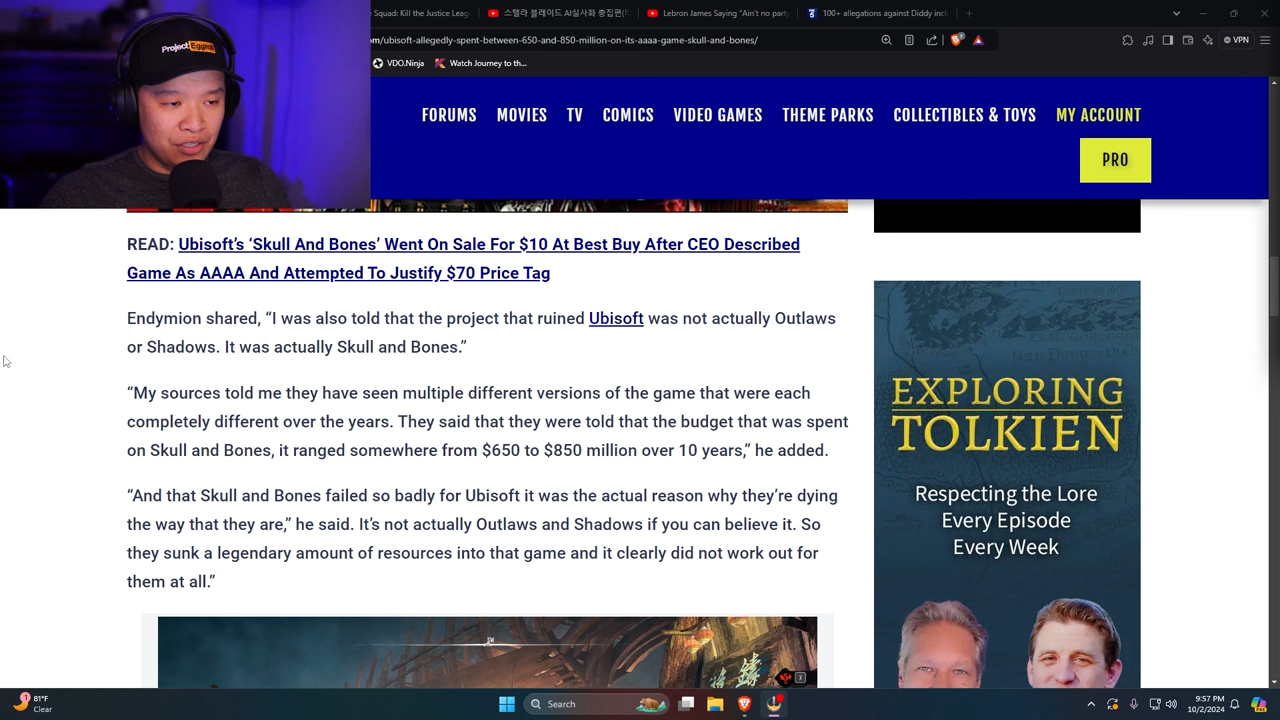 Squad: Kill the Justice Leag
스텔라 블레이드 AI실사화 총집편(
Lebron James Saying "Ain't no party
100+ allegations against Diddy incl
om/ubisoft-allegedly-spent-between-650-and-850-million-on-its-aaaa-game-skull-and-bones/
VPN
VDO.Ninja
Watch Journey to th...
Project Eggroll
FORUMS MOVIES TV COMICS VIDEO GAMES THEME PARKS COLLECTIBLES & TOYS MY ACCOUNT
PRO
READ: Ubisoft's 'Skull And Bones' Went On Sale For $10 At Best Buy After CEO Described
Game As AAAA And Attempted To Justify $70 Price Tag
Endymion shared, "I was also told that the project that ruined Ubisoft was not actually Outlaws
or Shadows. It was actually Skull and Bones."
"My sources told me they have seen multiple different versions of the game that were each
completely different over the years. They said that they were told that the budget that was spent
on Skull and Bones, it ranged somewhere from $650 to $850 million over 10 years," he added.
"And that Skull and Bones failed so badly for Ubisoft it was the actual reason why they're dying
the way that they are," he said. It's not actually Outlaws and Shadows if you can believe it. So
they sunk a legendary amount of resources into that game and it clearly did not work out for
them at all."
EXPLORING
TOLKIEN
Respecting the Lore
Every Episode
Every Week
X
81°F
Clear
Search
9:57 PM
10/2/2024